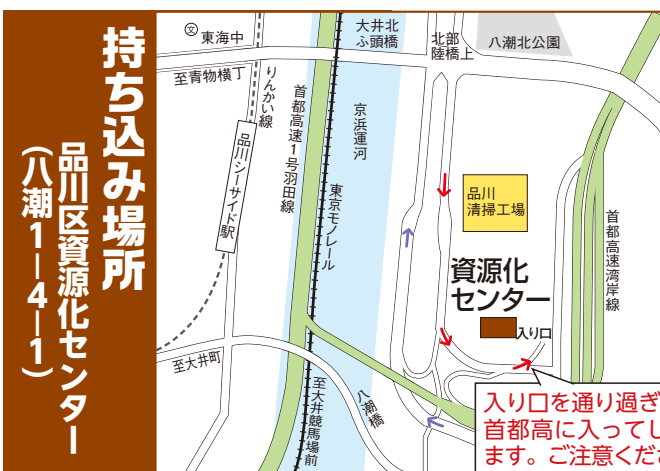 持ち込み場所
品川区資源化センター
(八潮1ー4ー1)
文
東海中
至青物横丁
りんかい線
品川シーサイド駅
首都高速1号羽田線
東京モノレール
大井北
ふ頭橋
京浜運河
北部
陸橋上
八潮北公園
品川
清掃工場
首都高速湾岸線
資源化
センター
入り口
至大井町
至大井競馬場前
八潮橋
入り口を通り過ぎ
首都高に入ってし
ます。ご注意くだ